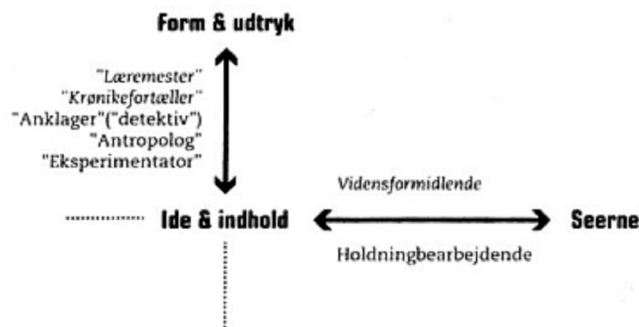 Form & udtryk
"Læremester"
"Krønikefortæller"
"Anklager"("detektiv")
"Antropolog"
"Eksperimentator"
Vidensformidlende
Ide & indhold
Seerne
Holdningbearbejdende